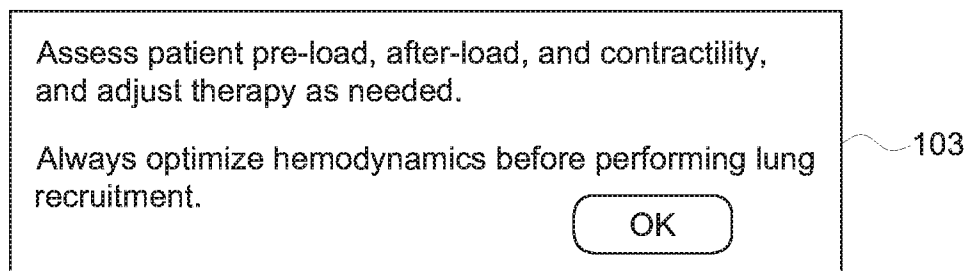 Assess patient pre-load, after-load, and contractility,
and adjust therapy as needed.
Always optimize hemodynamics before performing lung
recruitment.
OK
103